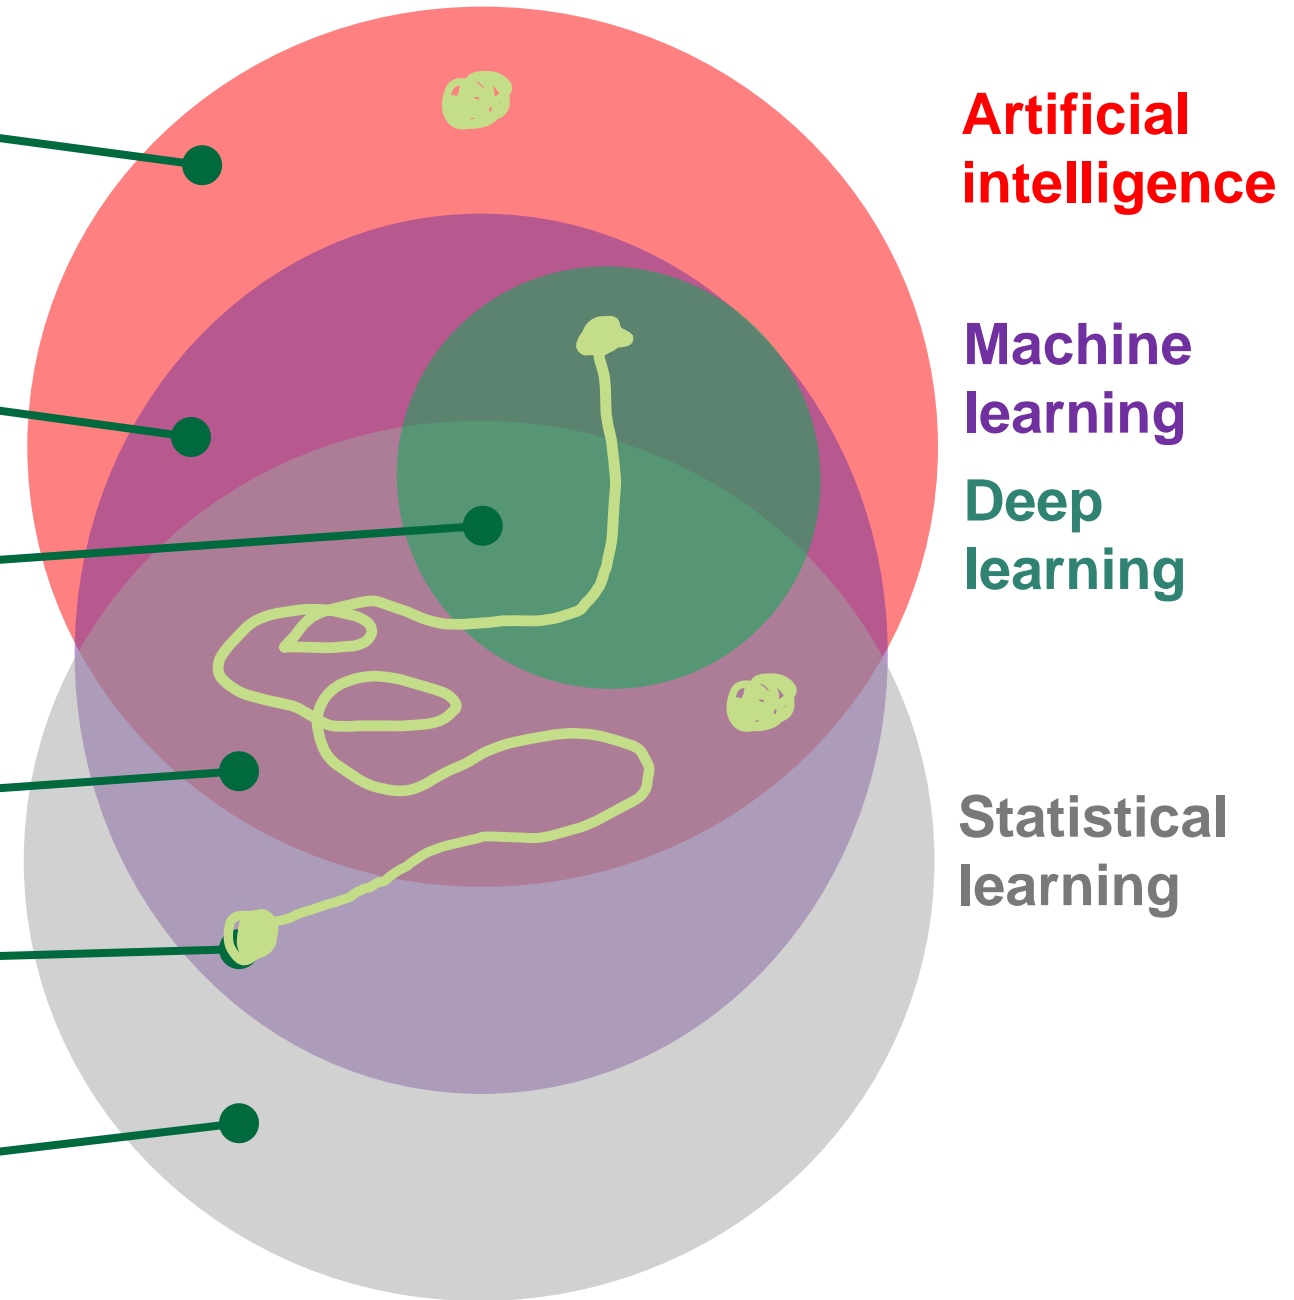 Artificial
intelligence
Machine
learning
Deep
learning
Statistical
learning